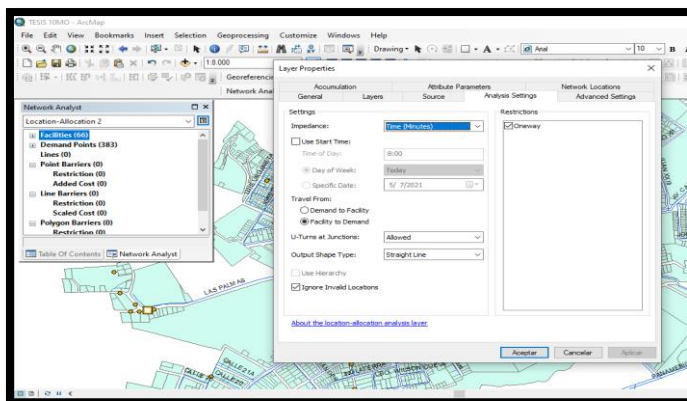 TESIS 10MO - ArcMap
File Edit View Bookmarks Insert Selection Geoprocessing Customize Windows Help
Drawing A Arial 10 B
1:8.000
Georeferencing
Network Anal
Network Analyst
Location-Allocation 2
Facilities (66)
Demand Points (383)
Lines (0)
Point Barriers (0)
Restriction (0)
Added Cost (0)
Line Barriers (0)
Restriction (0)
Scaled Cost (0)
Polygon Barriers (0)
Restriction (0)
Table Of Contents Network Analyst
Layer Properties
Accumulation Attribute Parameters Network Locations
General Layers Source Analysis Settings Advanced Settings
Settings
Impedance: Time (Minutes)
Use Start Time:
Time of Day: 8:00
Day of Week: Today
Specific Date: 5/ 7/2021
Travel From:
Demand to Facility
Facility to Demand
U-Turns at Junctions: Allowed
Output Shape Type: Straight Line
Use Hierarchy
Ignore Invalid Locations
About the location-allocation analysis layer
Restrictions
Oneway
Aceptar Cancelar Aplicar
LAS PALMAS
CALLE 21A
CALLE 22